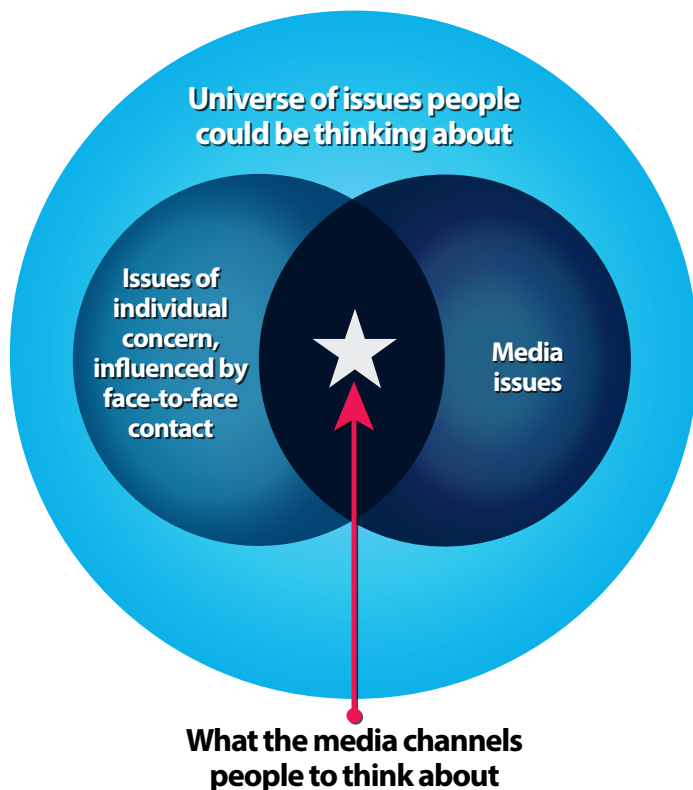 Universe of issues people
could be thinking about
Issues of
individual
concern,
influenced by
face-to-face
contact
Media
issues
What the media channels
people to think about